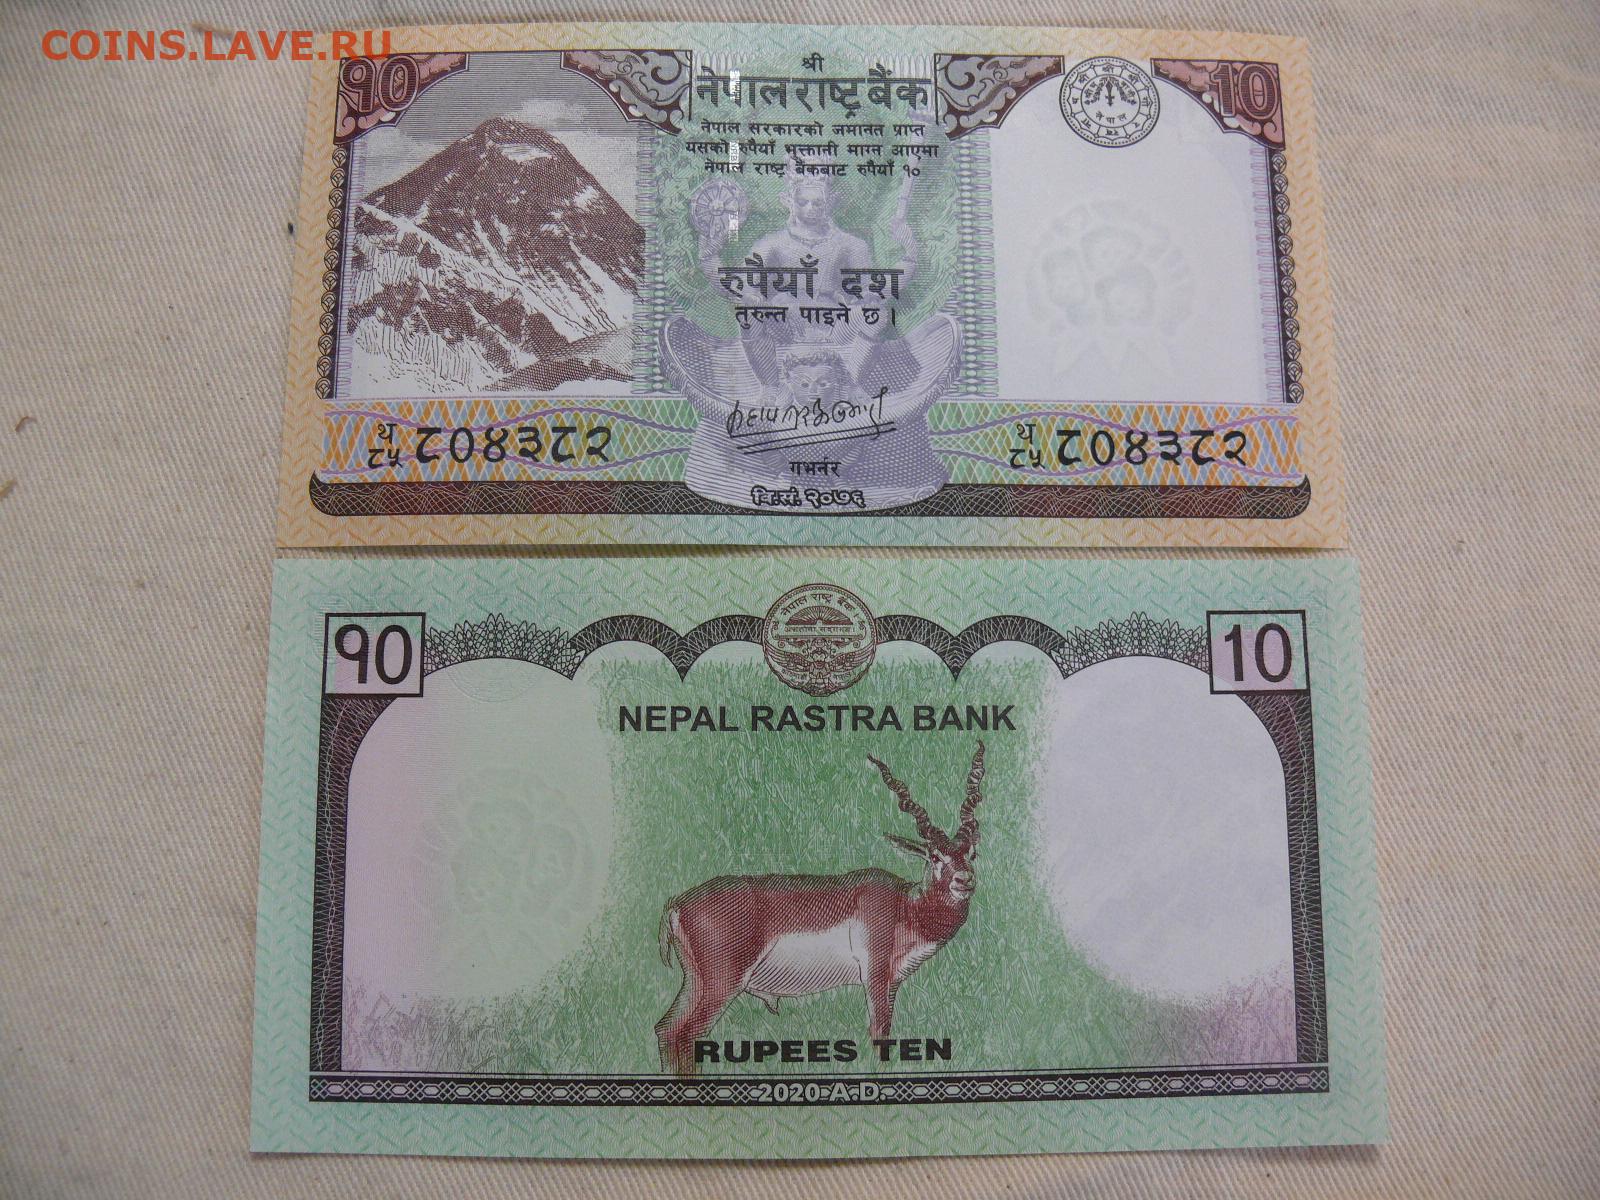 COINS.LAVE.RU
१० श्री 10
नेपाल राष्ट्र बैंक
नेपाल सरकारको जमानत प्राप्त
यसको रुपैयाँ भुक्तानी माग्न आएमा
नेपाल राष्ट्र बैंकबाट रुपैयाँ १०
रुपैयाँ दश
तुरुन्त पाइने छ ।
थ थ
८५ ८०४३८२ ८५ ८०४३८२
गभर्नर
वि.सं. २०७६
नेपाल राष्ट्र बैंक
१० 10
NEPAL RASTRA BANK
RUPEES TEN
2020 A.D.